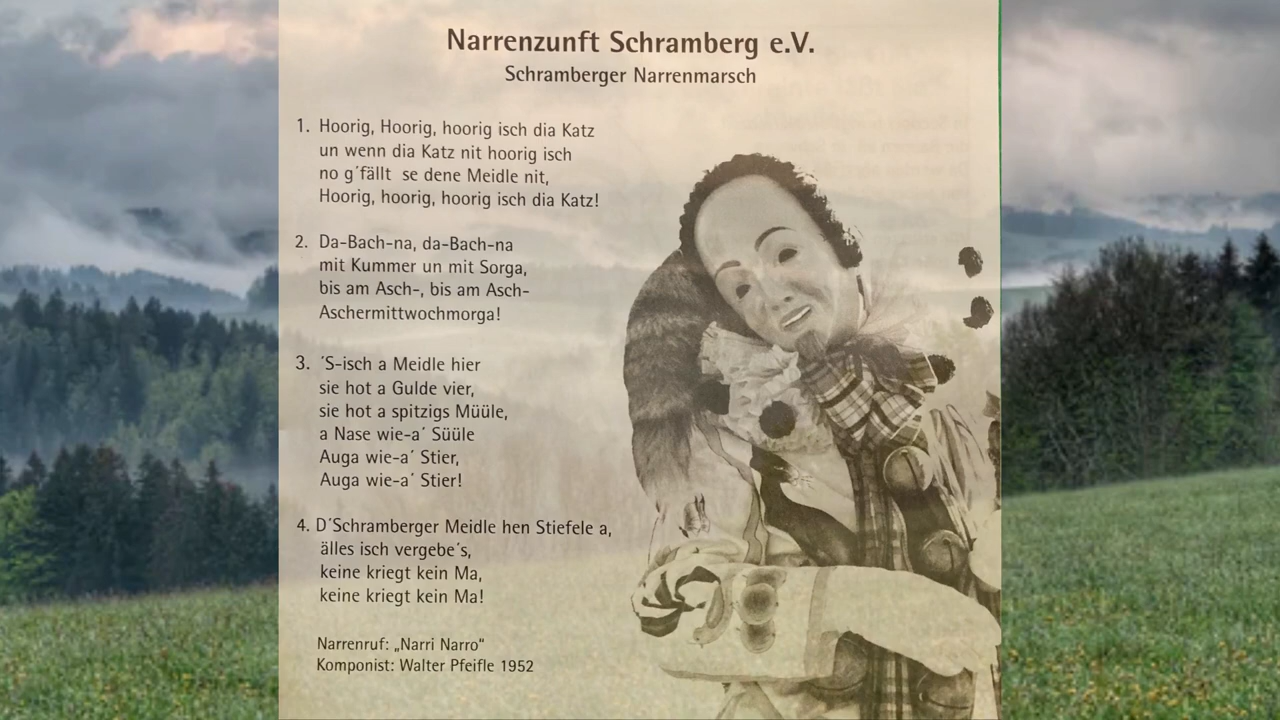 Narrenzunft Schramberg e.V.
Schramberger Narrenmarsch
1. Hoorig, Hoorig, hoorig isch dia Katz
un wenn dia Katz nit hoorig isch
no g´fällt se dene Meidle nit,
Hoorig, hoorig, hoorig isch dia Katz!
2. Da-Bach-na, da-Bach-na
mit Kummer un mit Sorga,
bis am Asch-, bis am Asch-
Aschermittwochmorga!
3. ´S-isch a Meidle hier
sie hot a Gulde vier,
sie hot a spitzigs Müüle,
a Nase wie-a´ Süüle
Auga wie-a´ Stier,
Auga wie-a´ Stier!
4. D´Schramberger Meidle hen Stiefele a,
älles isch vergebe´s,
keine kriegt kein Ma,
keine kriegt kein Ma!
Narrenruf: „Narri Narro“
Komponist: Walter Pfeifle 1952